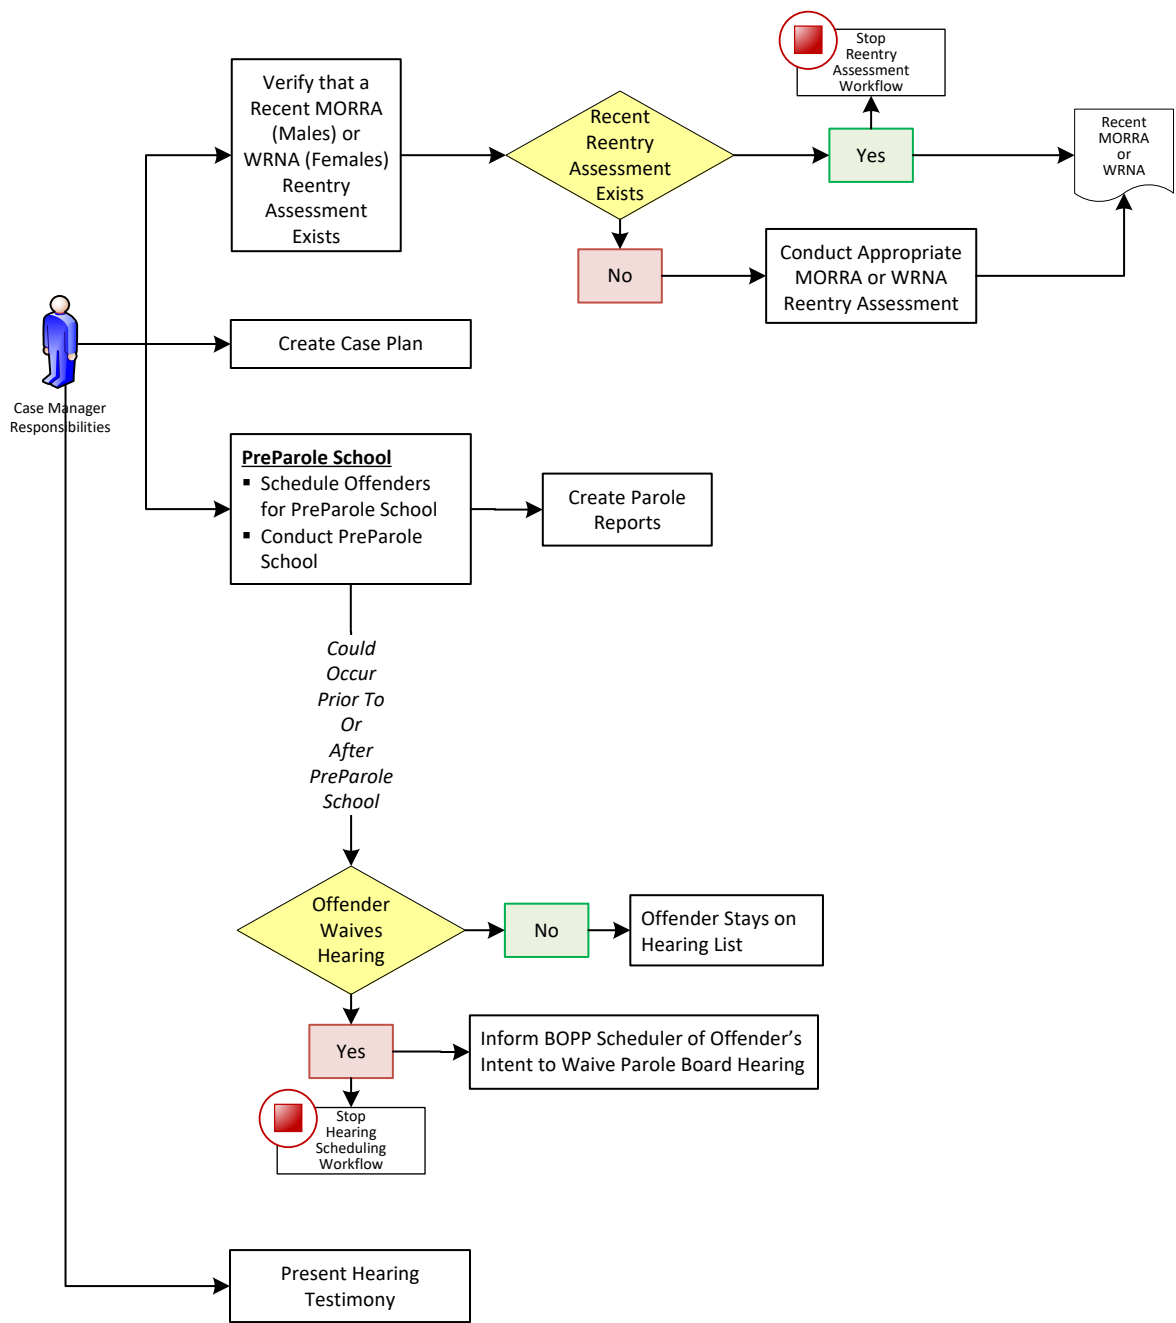 Stop
Reentry
Assessment
Workflow
Verify that a
Recent MORRA
(Males) or
WRNA (Females)
Reentry
Assessment
Exists
Recent
Reentry
Assessment
Exists
Yes
Recent
MORRA
or
WRNA
No
Conduct Appropriate
MORRA or WRNA
Reentry Assessment
Case Manager
Responsibilities
Create Case Plan
PreParole School
▪ Schedule Offenders
for PreParole School
▪ Conduct PreParole
School
Create Parole
Reports
Could
Occur
Prior To
Or
After
PreParole
School
Offender
Waives
Hearing
No
Offender Stays on
Hearing List
Yes
Inform BOPP Scheduler of Offender’s
Intent to Waive Parole Board Hearing
Stop
Hearing
Scheduling
Workflow
Present Hearing
Testimony